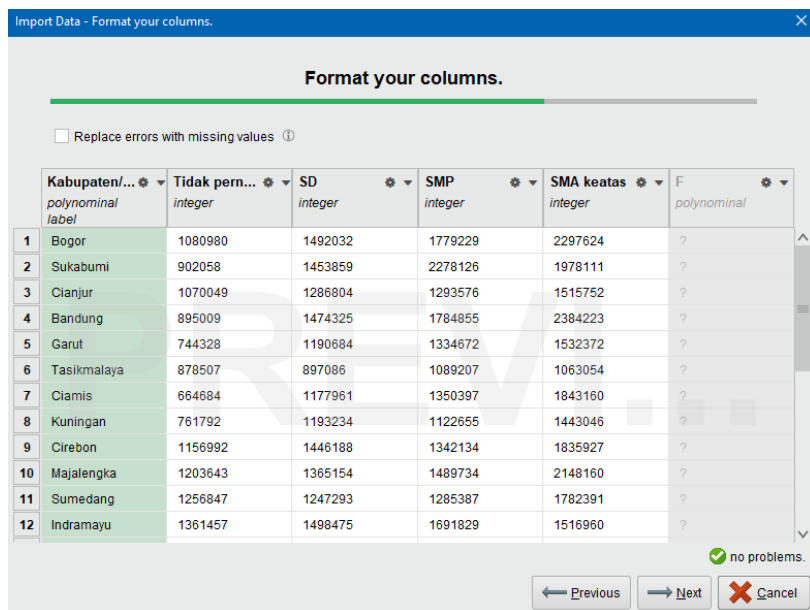 Import Data - Format your columns.
Format your columns.
Replace errors with missing values
Kabupaten/... Tidak pern... SD SMP SMA keatas F
polynominal integer integer integer integer polynominal
label
1 Bogor 1080980 1492032 1779229 2297624 ?
2 Sukabumi 902058 1453859 2278126 1978111 ?
3 Cianjur 1070049 1286804 1293576 1515752 ?
4 Bandung 895009 1474325 1784855 2384223 ?
5 Garut 744328 1190684 1334672 1532372 ?
6 Tasikmalaya 878507 897086 1089207 1063054 ?
7 Ciamis 664684 1177961 1350397 1843160 ?
8 Kuningan 761792 1193234 1122655 1443046 ?
9 Cirebon 1156992 1446188 1342134 1835927 ?
10 Majalengka 1203643 1365154 1489734 2148160 ?
11 Sumedang 1256847 1247293 1285387 1782391 ?
12 Indramayu 1361457 1498475 1691829 1516960 ?
PREVI...
no problems.
Previous Next Cancel